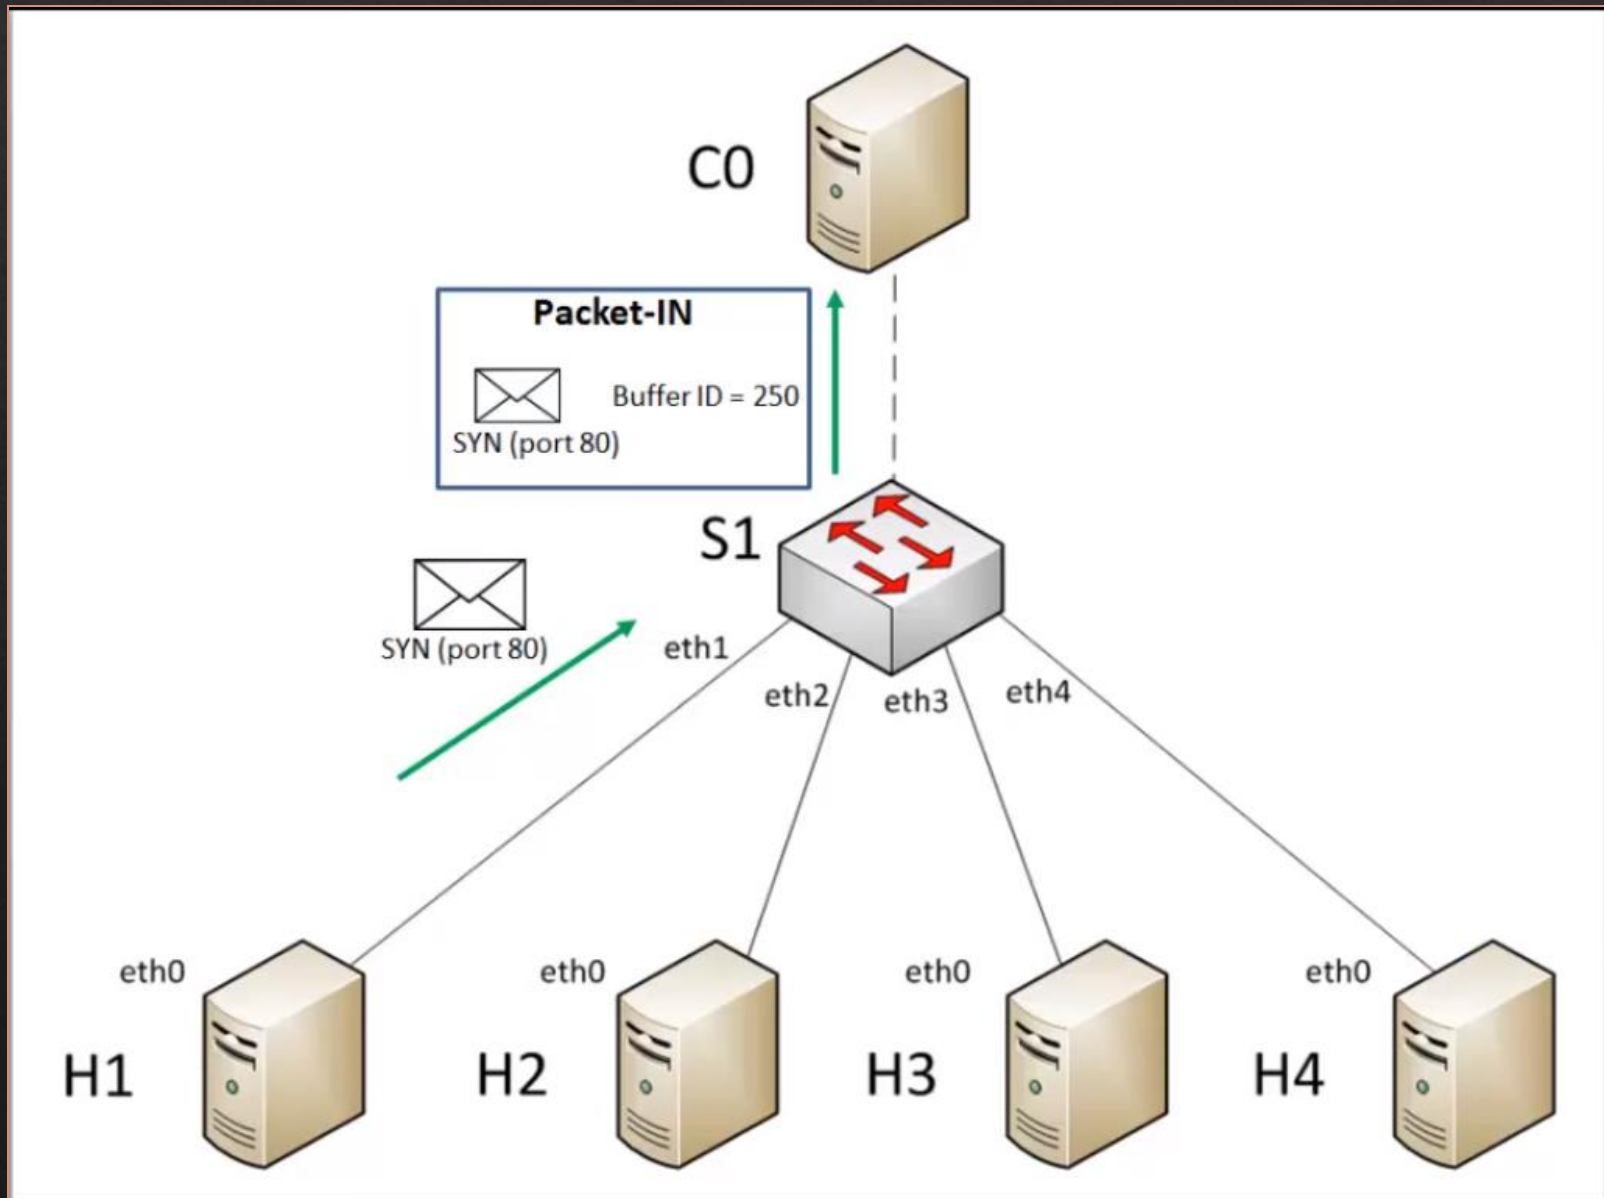 C0
Packet-IN
Buffer ID = 250
SYN (port 80)
S1
SYN (port 80)
eth1
eth2
eth3
eth4
eth0
eth0
eth0
eth0
H1
H2
H3
H4